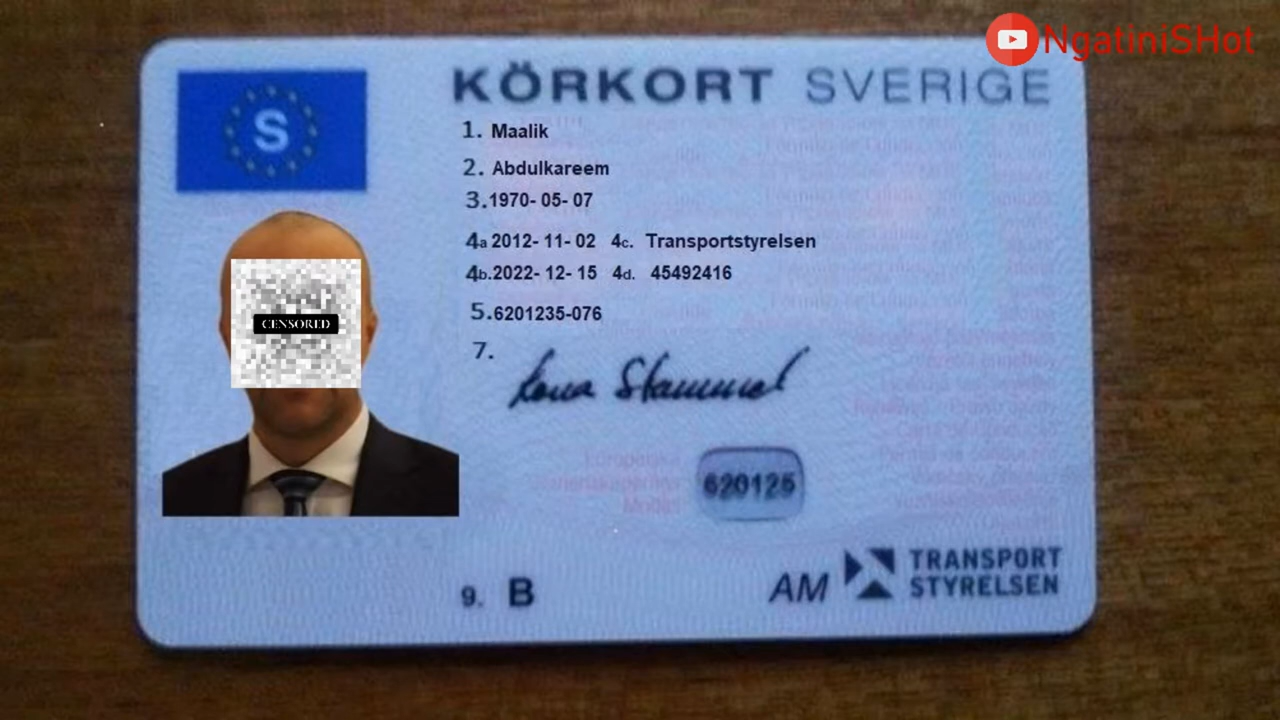 NgatiniSHot
KÖRKORT SVERIGE
S
1. Maalik
2. Abdulkareem
3. 1970- 05- 07
4a 2012- 11- 02 4c. Transportstyrelsen
4b. 2022- 12- 15 4d. 45492416
5. 6201235-076
7.
CENSORED
Stammel
620125
9. B
AM
TRANSPORT
STYRELSEN